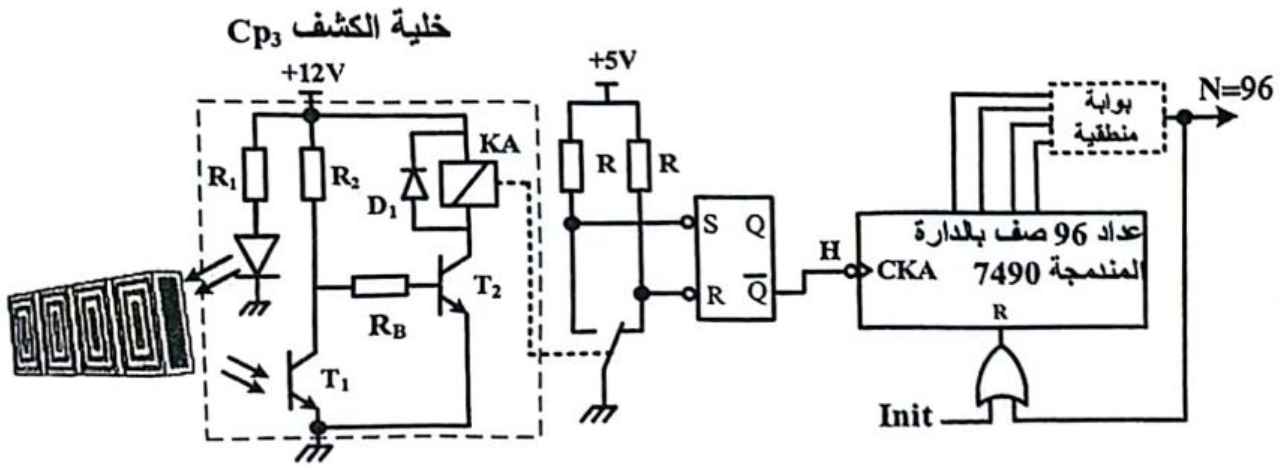 خلية الكشف Cp₃
+12V
+5V
N=96
بوابة
منطقية
KA
R₁
R₂
D₁
R
R
S
Q
R
Q̅
H
CKA
عداد 96 صف بالدارة
المندمجة 7490
R
T₂
R_B
T₁
Init